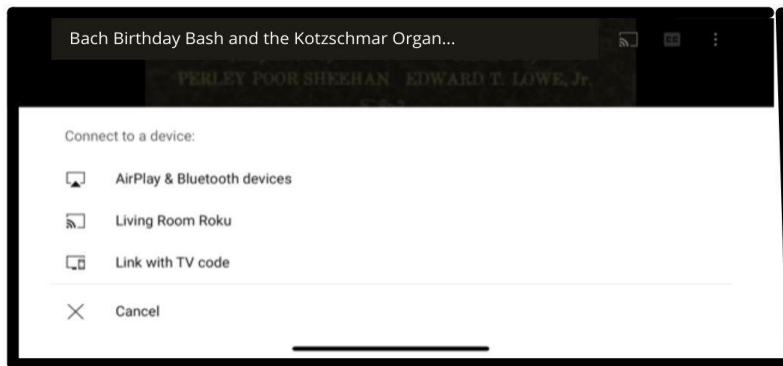 Bach Birthday Bash and the Kotzschmar Organ...
CC
PERLEY POOR SHEEHAN EDWARD T. LOWE, Jr.
Connect to a device:
AirPlay & Bluetooth devices
Living Room Roku
Link with TV code
Cancel